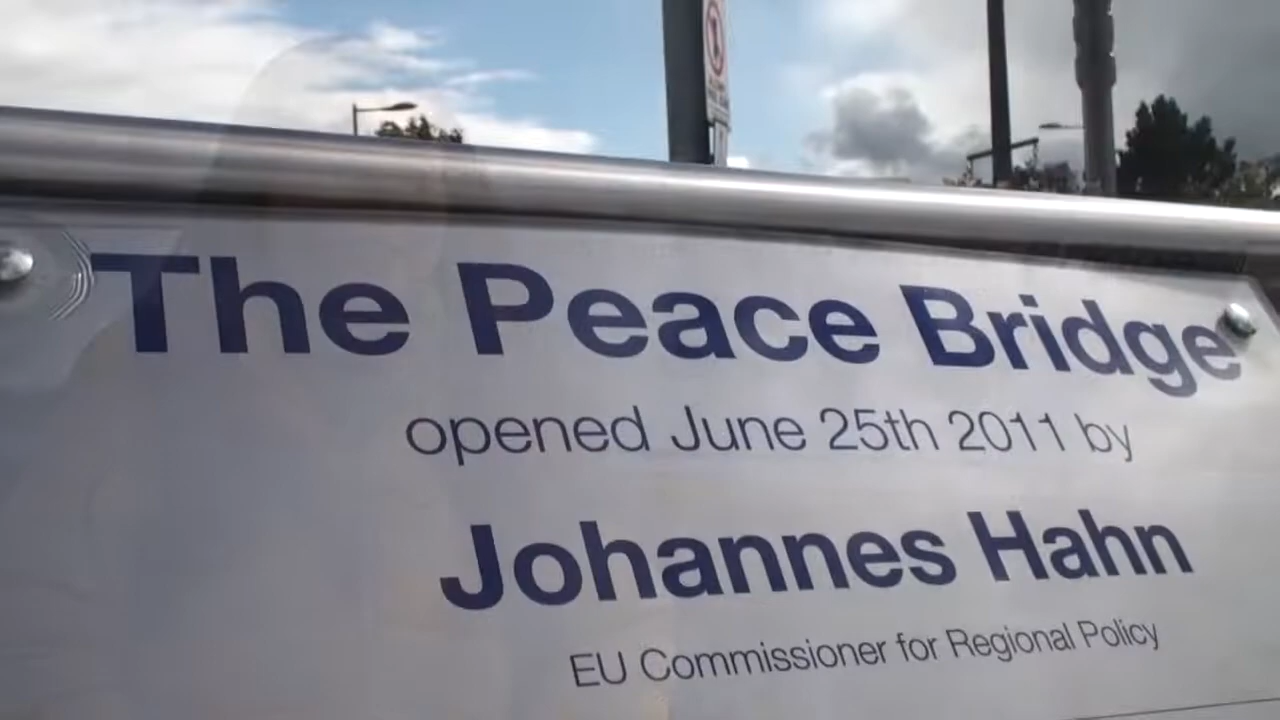 The Peace Bridge
opened June 25th 2011 by
Johannes Hahn
EU Commissioner for Regional Policy